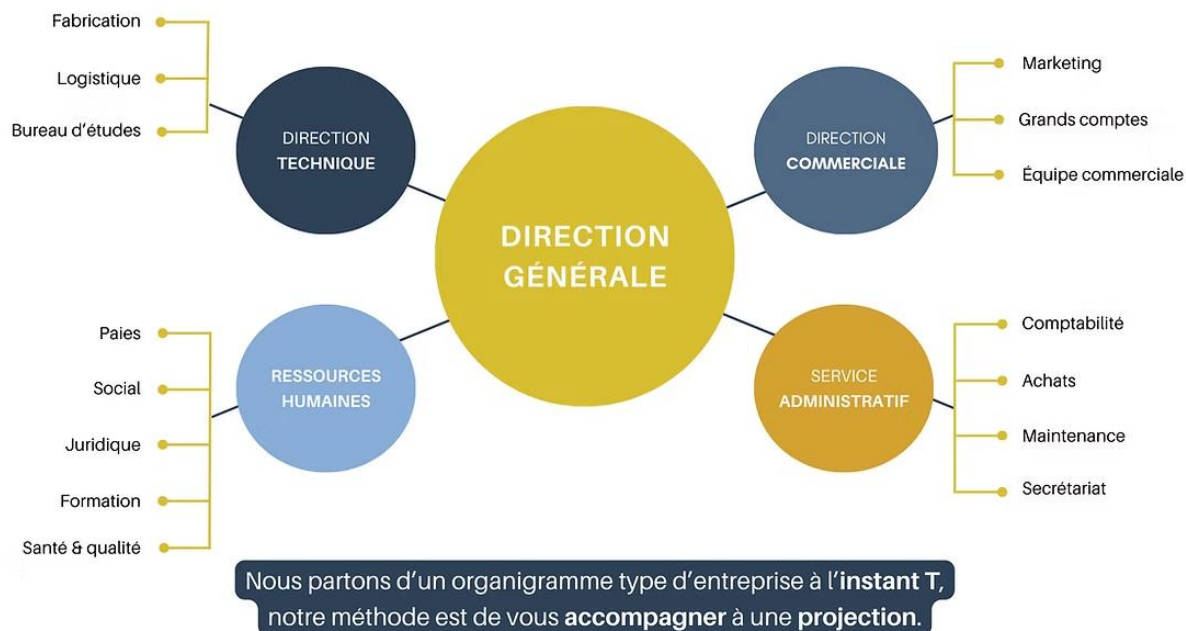 Fabrication
Logistique
Bureau d'études
DIRECTION
TECHNIQUE
DIRECTION
COMMERCIALE
Marketing
Grands comptes
Équipe commerciale
DIRECTION
GÉNÉRALE
Paies
Social
Juridique
Formation
Santé & qualité
RESSOURCES
HUMAINES
SERVICE
ADMINISTRATIF
Comptabilité
Achats
Maintenance
Secrétariat
Nous partons d'un organigramme type d'entreprise à l'instant T,
notre méthode est de vous accompagner à une projection.